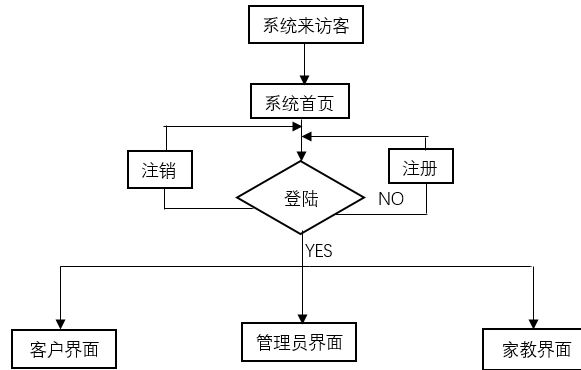 系统来访客
系统首页
注销
注册
登陆
NO
YES
客户界面
管理员界面
家教界面